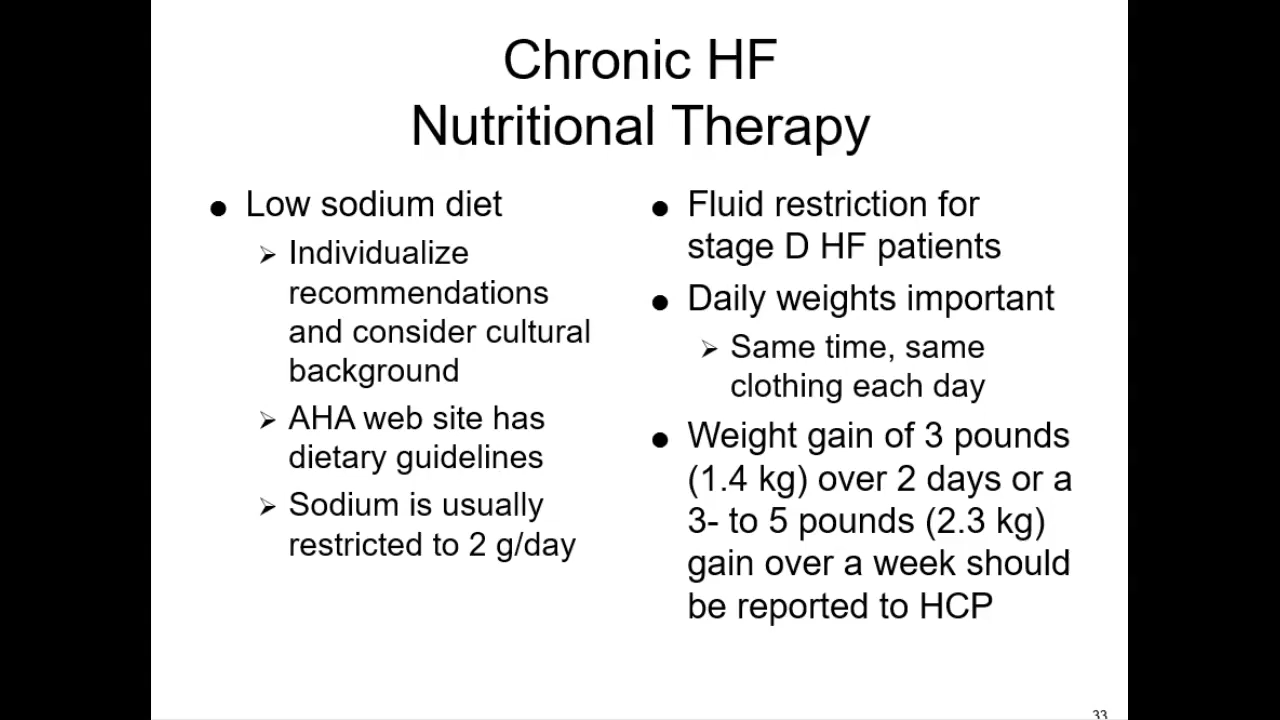 Chronic HF
Nutritional Therapy
● Low sodium diet
➢ Individualize
recommendations
and consider cultural
background
➢ AHA web site has
dietary guidelines
➢ Sodium is usually
restricted to 2 g/day
● Fluid restriction for
stage D HF patients
● Daily weights important
➢ Same time, same
clothing each day
● Weight gain of 3 pounds
(1.4 kg) over 2 days or a
3- to 5 pounds (2.3 kg)
gain over a week should
be reported to HCP
33